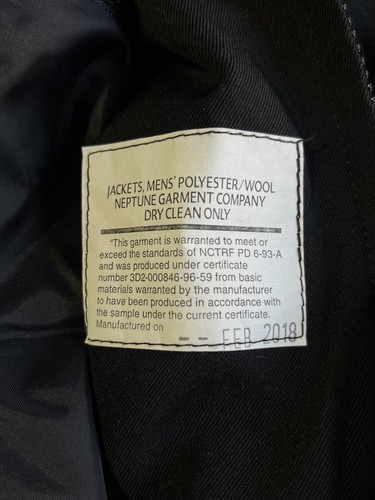 JACKETS, MENS' POLYESTER/WOOL
NEPTUNE GARMENT COMPANY
DRY CLEAN ONLY
"This garment is warranted to meet or
exceed the standards of NCTRF PD 6-93-A
and was produced under certificate
number 3D2-000846-96-59 from basic
materials warranted by the manufacturer
to have been produced in accordance with
the sample under the current certificate.
Manufactured on
FEB 2018